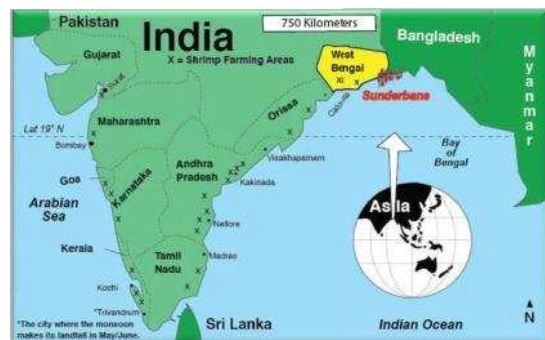 Pakistan
India
750 Kilometers
Bangladesh
Myanmar
Gujarat
X = Shrimp Farming Areas
West
Bengal
Surat
Sunderbans
Calcutta
Orissa
Maharashtra
Lat 19° N
Bombay
Visakhapatnam
Bay
of
Bengal
Andhra
Pradesh
Kakinada
Goa
Karnataka
Arabian
Sea
Asia
Nellore
Kerala
Tamil
Nadu
Madras
Kochi
*Trivandrum
Sri Lanka
Indian Ocean
N
*The city where the monsoon
makes its landfall in May/June.